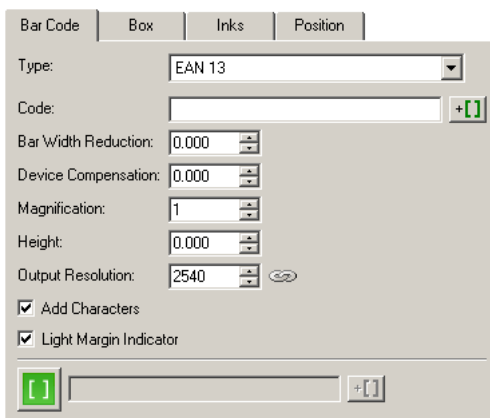 Bar Code Box Inks Position
Type: EAN 13
Code: +[]
Bar Width Reduction: 0.000
Device Compensation: 0.000
Magnification: 1
Height: 0.000
Output Resolution: 2540
Add Characters
Light Margin Indicator
[] +[]